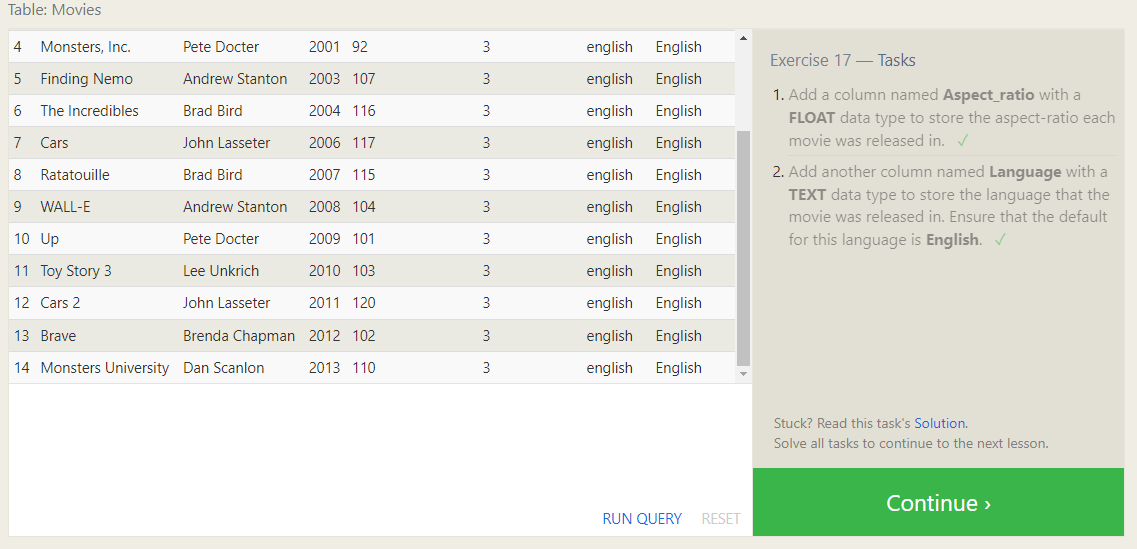 Table: Movies
4 Monsters, Inc. Pete Docter 2001 92 3 english English
5 Finding Nemo Andrew Stanton 2003 107 3 english English
6 The Incredibles Brad Bird 2004 116 3 english English
7 Cars John Lasseter 2006 117 3 english English
8 Ratatouille Brad Bird 2007 115 3 english English
9 WALL-E Andrew Stanton 2008 104 3 english English
10 Up Pete Docter 2009 101 3 english English
11 Toy Story 3 Lee Unkrich 2010 103 3 english English
12 Cars 2 John Lasseter 2011 120 3 english English
13 Brave Brenda Chapman 2012 102 3 english English
14 Monsters University Dan Scanlon 2013 110 3 english English
RUN QUERY RESET
Exercise 17 — Tasks
1. Add a column named Aspect_ratio with a
FLOAT data type to store the aspect-ratio each
movie was released in. ✓
2. Add another column named Language with a
TEXT data type to store the language that the
movie was released in. Ensure that the default
for this language is English. ✓
Stuck? Read this task's Solution.
Solve all tasks to continue to the next lesson.
Continue ›